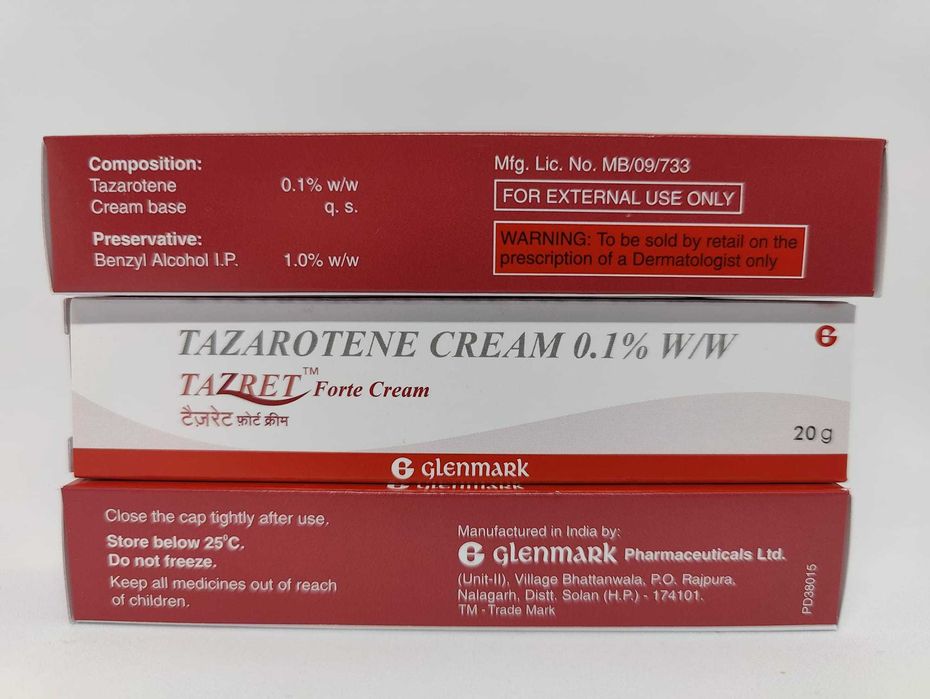 Composition:
Tazarotene 0.1% w/w
Cream base q. s.
Preservative:
Benzyl Alcohol I.P. 1.0% w/w
Mfg. Lic. No. MB/09/733
FOR EXTERNAL USE ONLY
WARNING: To be sold by retail on the
prescription of a Dermatologist only
TAZAROTENE CREAM 0.1% W/W
TAZRET™ Forte Cream
टैज़रेट फ़ोर्ट क्रीम
20 g
glenmark
glenmark
Close the cap tightly after use.
Store below 25°C.
Do not freeze.
Keep all medicines out of reach
of children.
Manufactured in India by:
glenmark Pharmaceuticals Ltd.
(Unit-II), Village Bhattanwala, P.O. Rajpura,
Nalagarh, Distt. Solan (H.P.) - 174101.
TM - Trade Mark
PD38015